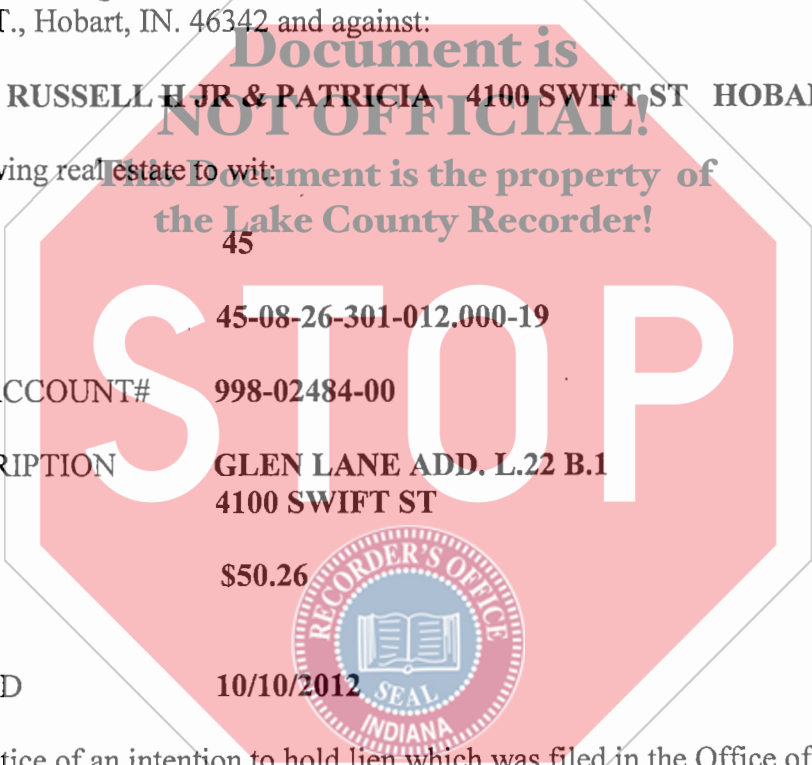 T., Hobart, IN. 46342 and against:
Document is
RUSSELL H JR & PATRICIA 4100 SWIFT ST HOBA
NOT OFFICIAL!
ving real estate to wit:
This Document is the property of
the Lake County Recorder!
45
STOP
45-08-26-301-012.000-19
ACCOUNT# 998-02484-00
RIPTION GLEN LANE ADD. L.22 B.1
4100 SWIFT ST
$50.26
RECORDER'S OFFICE
D 10/10/2012
SEAL
INDIANA
tice of an intention to hold lien which was filed in the Office of